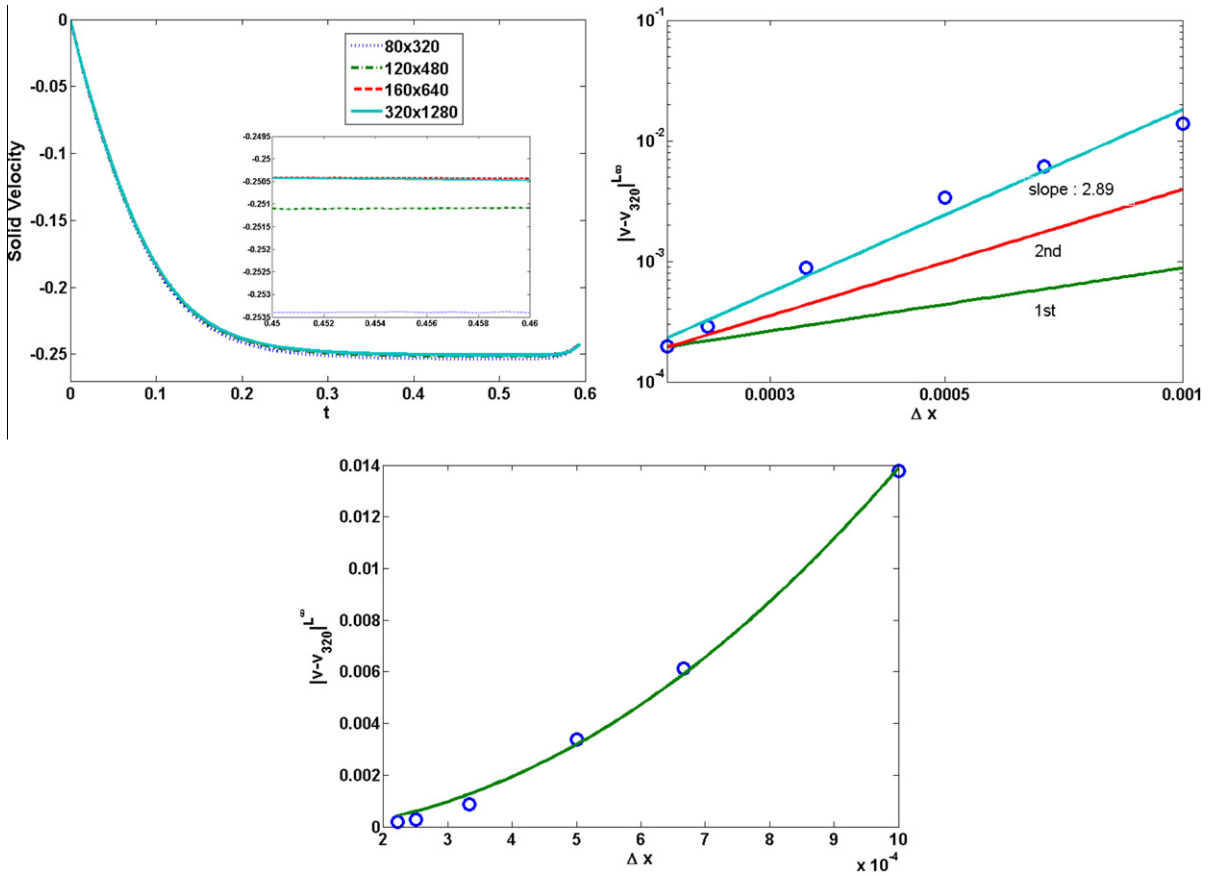 80x320
120x480
160x640
320x1280
Solid Velocity
0
-0.05
-0.1
-0.15
-0.2
-0.25
0 0.1 0.2 0.3 0.4 0.5 0.6
t
-0.2495
-0.25
-0.2505
-0.251
-0.2515
-0.252
-0.2525
-0.253
-0.2535
0.45 0.452 0.454 0.456 0.458 0.46
|v-v320|L∞
10-1
10-2
10-3
10-4
slope : 2.89
2nd
1st
0.0003 0.0005 0.001
Δ x
|v-v320|L∞
0.014
0.012
0.01
0.008
0.006
0.004
0.002
0
2 3 4 5 6 7 8 9 10
Δ x
x 10-4